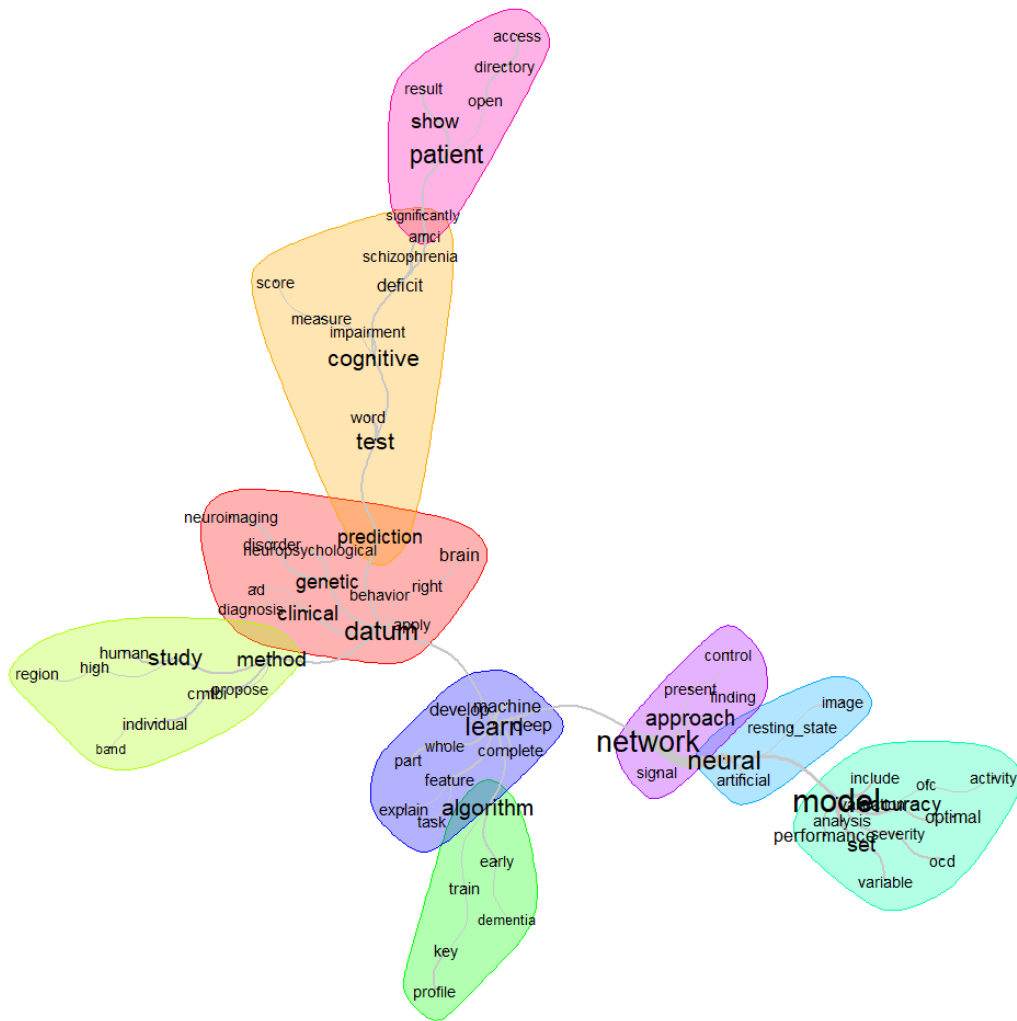 access
directory
result
open
show
patient
significantly
amci
schizophrenia
score
deficit
measure
impairment
cognitive
word
test
neuroimaging
prediction
disorder
neuropsychological
brain
genetic
ad
right
behavior
diagnosis
clinical
apply
datum
human
study
method
region
high
cmtbi
propose
individual
band
control
present
finding
approach
network
signal
neural
resting_state
image
artificial
develop
machine
learn
deep
whole
complete
part
feature
explain
task
algorithm
early
train
dementia
key
profile
include
ofc
activity
model
accuracy
optimal
analysis
performance
severity
set
ocd
variable